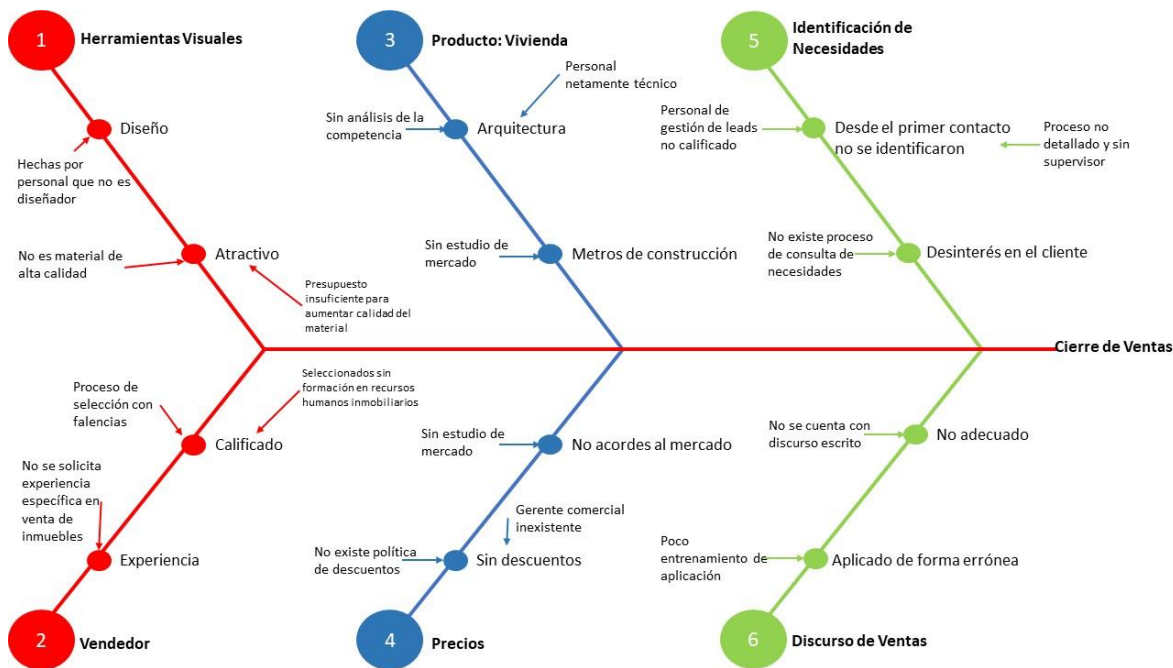 1
Herramientas Visuales
Diseño
Hechas por
personal que no es
diseñador
No es material de
alta calidad
Atractivo
Presupuesto
insuficiente para
aumentar calidad del
material
3
Producto: Vivienda
Personal
netamente técnico
Sin análisis de la
competencia
Arquitectura
Sin estudio de
mercado
Metros de construcción
5
Identificación de
Necesidades
Personal de
gestión de leads
no calificado
Desde el primer contacto
no se identificaron
Proceso no
detallado y sin
supervisor
No existe proceso
de consulta de
necesidades
Desinterés en el cliente
Cierre de Ventas
Proceso de
selección con
falencias
Seleccionados sin
formación en recursos
humanos inmobiliarios
Calificado
No se solicita
experiencia
específica en
venta de
inmuebles
Experiencia
2
Vendedor
Sin estudio de
mercado
No acordes al mercado
Gerente comercial
inexistente
No existe política
de descuentos
Sin descuentos
4
Precios
No se cuenta con
discurso escrito
No adecuado
Poco
entrenamiento de
aplicación
Aplicado de forma errónea
6
Discurso de Ventas